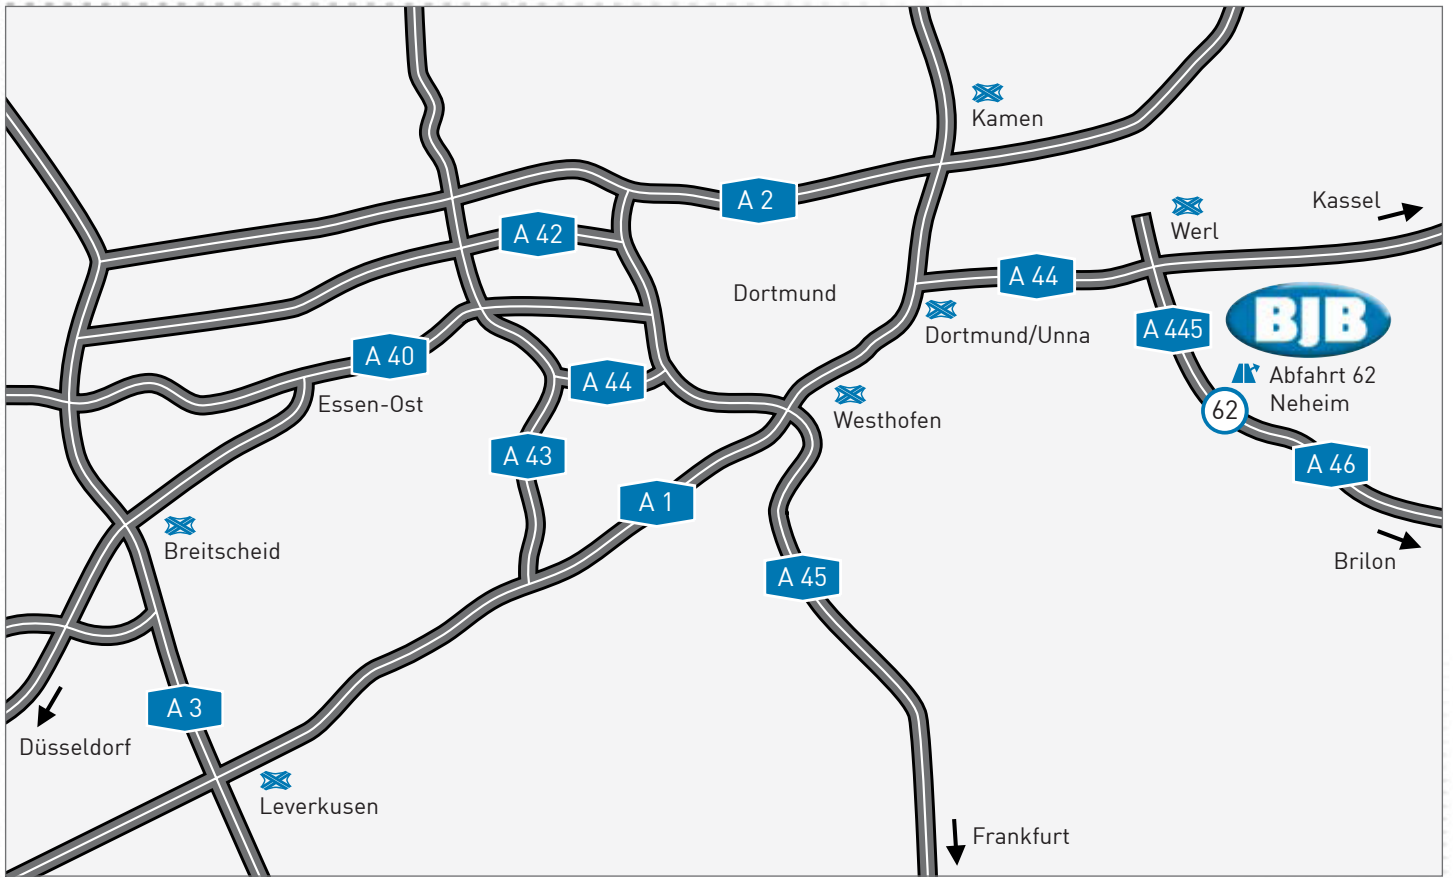 Kamen
A 2
Kassel
Werl
A 42
Dortmund
A 44
Dortmund/Unna
A 445
BJB
Abfahrt 62
Neheim
62
A 40
Essen-Ost
A 44
Westhofen
A 43
A 46
A 1
Breitscheid
Brilon
A 45
A 3
Düsseldorf
Leverkusen
Frankfurt